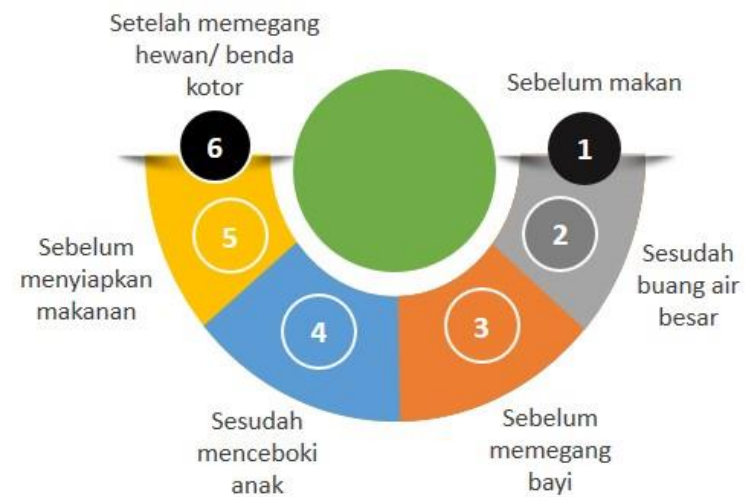 Sebelum makan
1
2
Sesudah
buang air
besar
3
Sebelum
memegang
bayi
4
Sesudah
menceboki
anak
5
Sebelum
menyiapkan
makanan
6
Setelah memegang
hewan/ benda
kotor